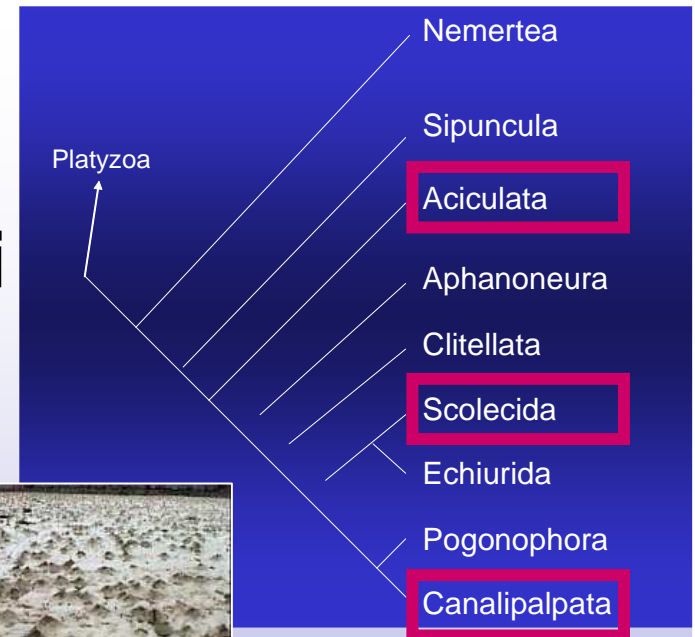 Nemertea
Sipuncula
Platyzoa
Aciculata
i
Aphanoneura
Clitellata
Scolecida
Echiurida
Pogonophora
Canalipalpata